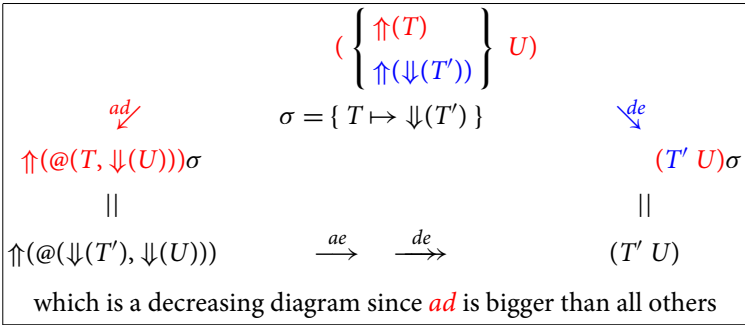 ( { ⇑(T) } U)
⇑(⇓(T′))
ad σ = { T ↦ ⇓(T′) } de
⇑(@(T, ⇓(U)))σ (T′ U)σ
|| ||
⇑(@(⇓(T′), ⇓(U))) ae⟶ de↠ (T′ U)
which is a decreasing diagram since ad is bigger than all others